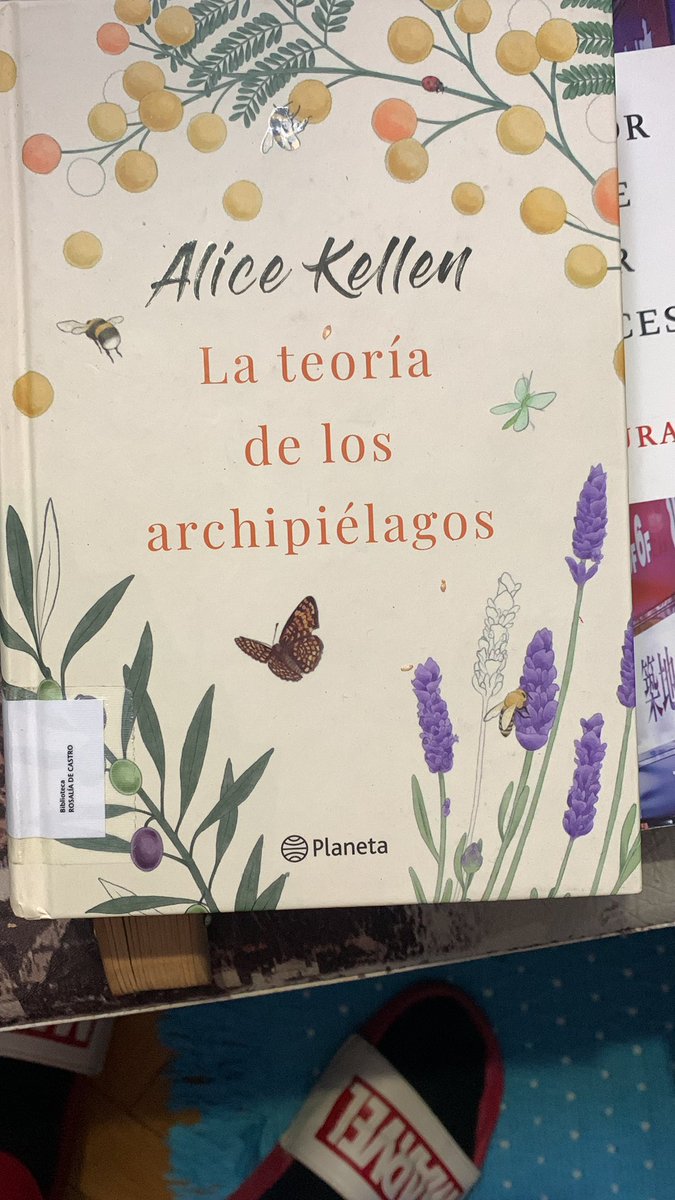 Alice Kellen
La teoría
de los
archipiélagos
Biblioteca
ROSALÍA DE CASTRO
Planeta
MARVEL